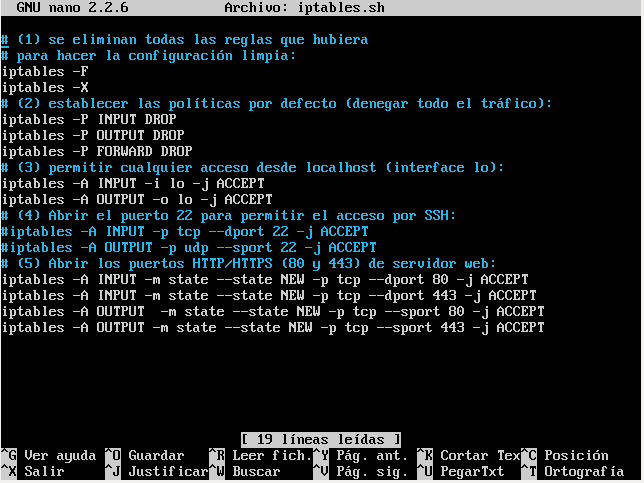 GNU nano 2.2.6 Archivo: iptables.sh
# (1) se eliminan todas las reglas que hubiera
# para hacer la configuración limpia:
iptables -F
iptables -X
# (2) establecer las políticas por defecto (denegar todo el tráfico):
iptables -P INPUT DROP
iptables -P OUTPUT DROP
iptables -P FORWARD DROP
# (3) permitir cualquier acceso desde localhost (interface lo):
iptables -A INPUT -i lo -j ACCEPT
iptables -A OUTPUT -o lo -j ACCEPT
# (4) Abrir el puerto 22 para permitir el acceso por SSH:
#iptables -A INPUT -p tcp --dport 22 -j ACCEPT
#iptables -A OUTPUT -p udp --sport 22 -j ACCEPT
# (5) Abrir los puertos HTTP/HTTPS (80 y 443) de servidor web:
iptables -A INPUT -m state --state NEW -p tcp --dport 80 -j ACCEPT
iptables -A INPUT -m state --state NEW -p tcp --dport 443 -j ACCEPT
iptables -A OUTPUT  -m state --state NEW -p tcp --sport 80 -j ACCEPT
iptables -A OUTPUT -m state --state NEW -p tcp --sport 443 -j ACCEPT
[ 19 líneas leídas ]
^G Ver ayuda ^O Guardar ^R Leer fich. ^Y Pág. ant. ^K Cortar Tex ^C Posición
^X Salir ^J Justificar ^W Buscar ^V Pág. sig. ^U PegarTxt ^T Ortografía